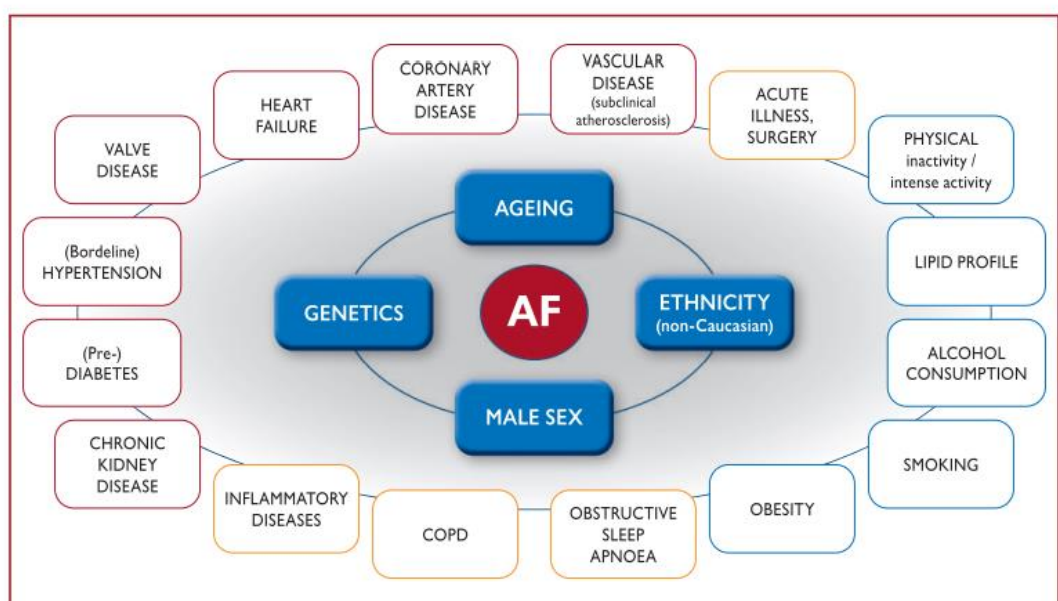 CORONARY
ARTERY
DISEASE
VASCULAR
DISEASE
(subclinical
atherosclerosis)
HEART
FAILURE
ACUTE
ILLNESS,
SURGERY
VALVE
DISEASE
PHYSICAL
inactivity /
intense activity
AGEING
(Bordeline)
HYPERTENSION
LIPID PROFILE
GENETICS
AF
ETHNICITY
(non-Caucasian)
(Pre-)
DIABETES
ALCOHOL
CONSUMPTION
MALE SEX
CHRONIC
KIDNEY
DISEASE
SMOKING
INFLAMMATORY
DISEASES
COPD
OBSTRUCTIVE
SLEEP
APNOEA
OBESITY